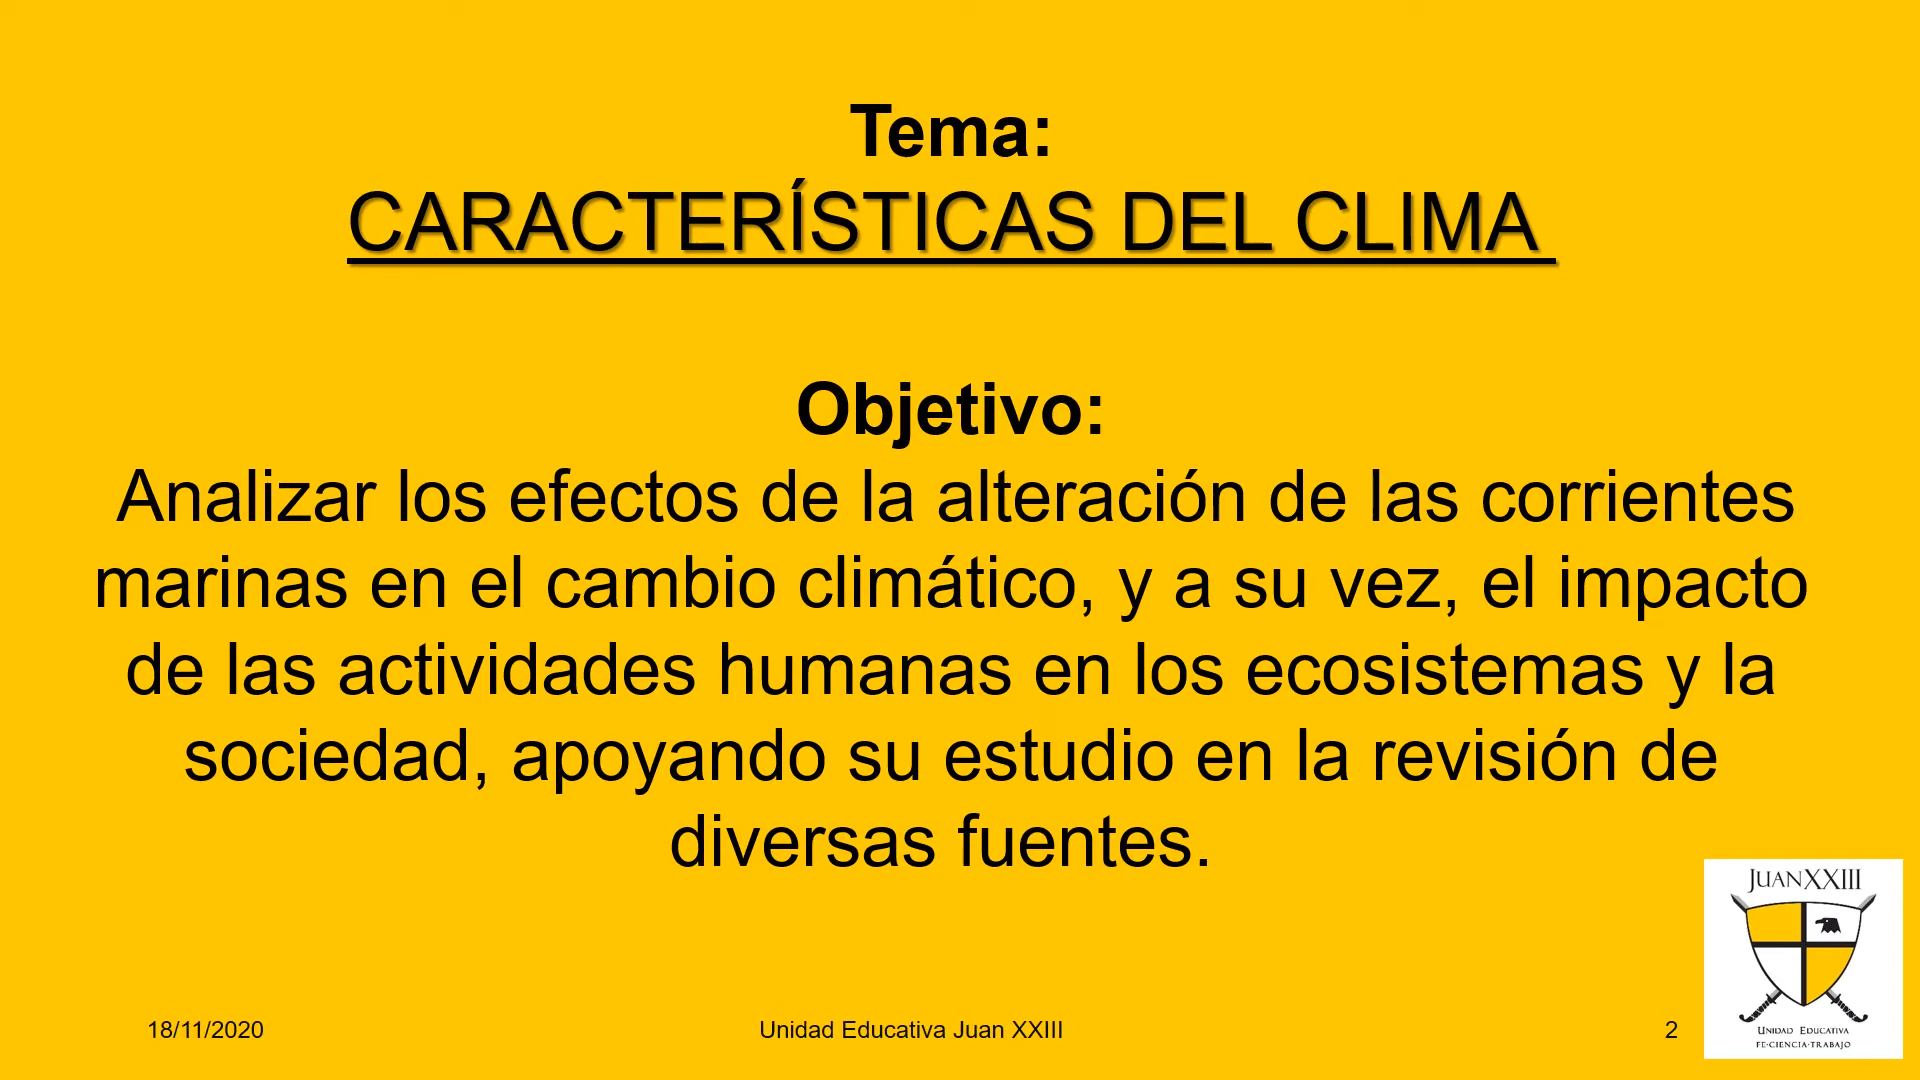 Tema:
CARACTERÍSTICAS DEL CLIMA
Objetivo:
Analizar los efectos de la alteración de las corrientes
marinas en el cambio climático, y a su vez, el impacto
de las actividades humanas en los ecosistemas y la
sociedad, apoyando su estudio en la revisión de
diversas fuentes.
JUANXXIII
UNIDAD EDUCATIVA
FE·CIENCIA·TRABAJO
18/11/2020
Unidad Educativa Juan XXIII
2